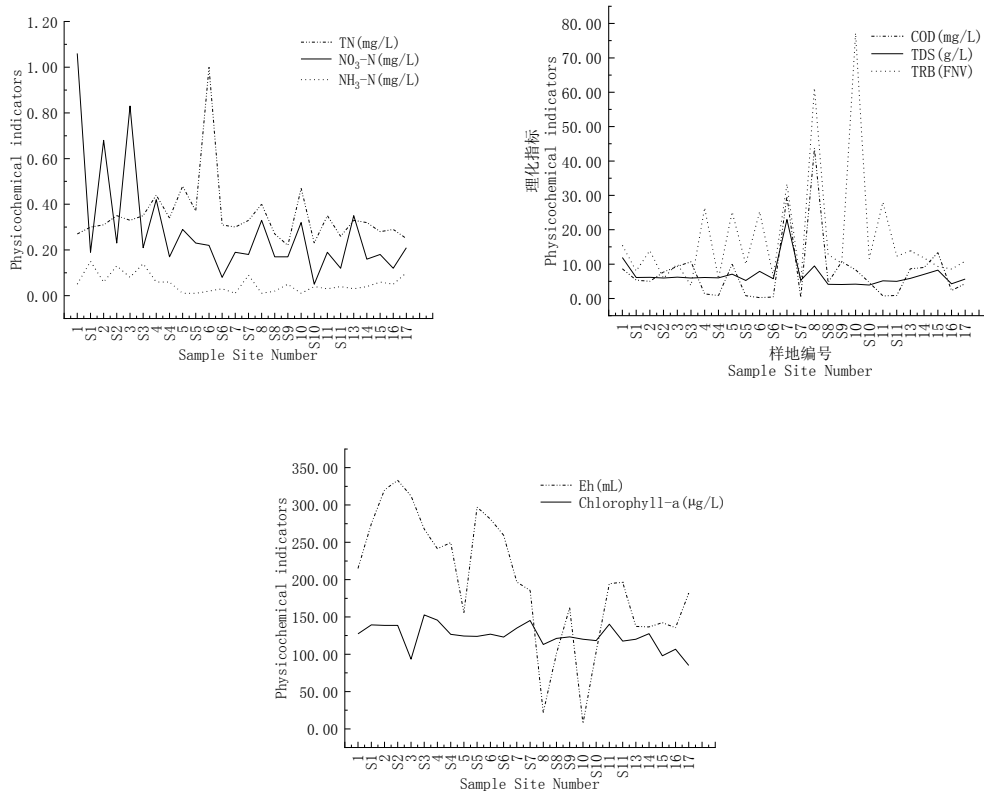 1.20
1.00
0.80
0.60
0.40
0.20
0.00
Physicochemical indicators
TN(mg/L)
NO₃-N(mg/L)
NH₃-N(mg/L)
1 S1 2 S2 3 S3 4 S4 5 S5 6 S6 7 S7 8 S8 S9 10 S10 11 S11 13 14 15 16 17
Sample Site Number
80.00
70.00
60.00
50.00
40.00
30.00
20.00
10.00
0.00
理化指标
Physicochemical indicators
COD(mg/L)
TDS(g/L)
TRB(FNV)
1 S1 2 S2 3 S3 4 S4 5 S5 6 S6 7 S7 8 S8 S9 10 S10 11 S11 13 14 15 16 17
样地编号
Sample Site Number
350.00
300.00
250.00
200.00
150.00
100.00
50.00
0.00
Physicochemical indicators
Eh(mL)
Chlorophyll-a(μg/L)
1 S1 2 S2 3 S3 4 S4 5 S5 6 S6 7 S7 8 S8 S9 10 S10 11 S11 13 14 15 16 17
Sample Site Number